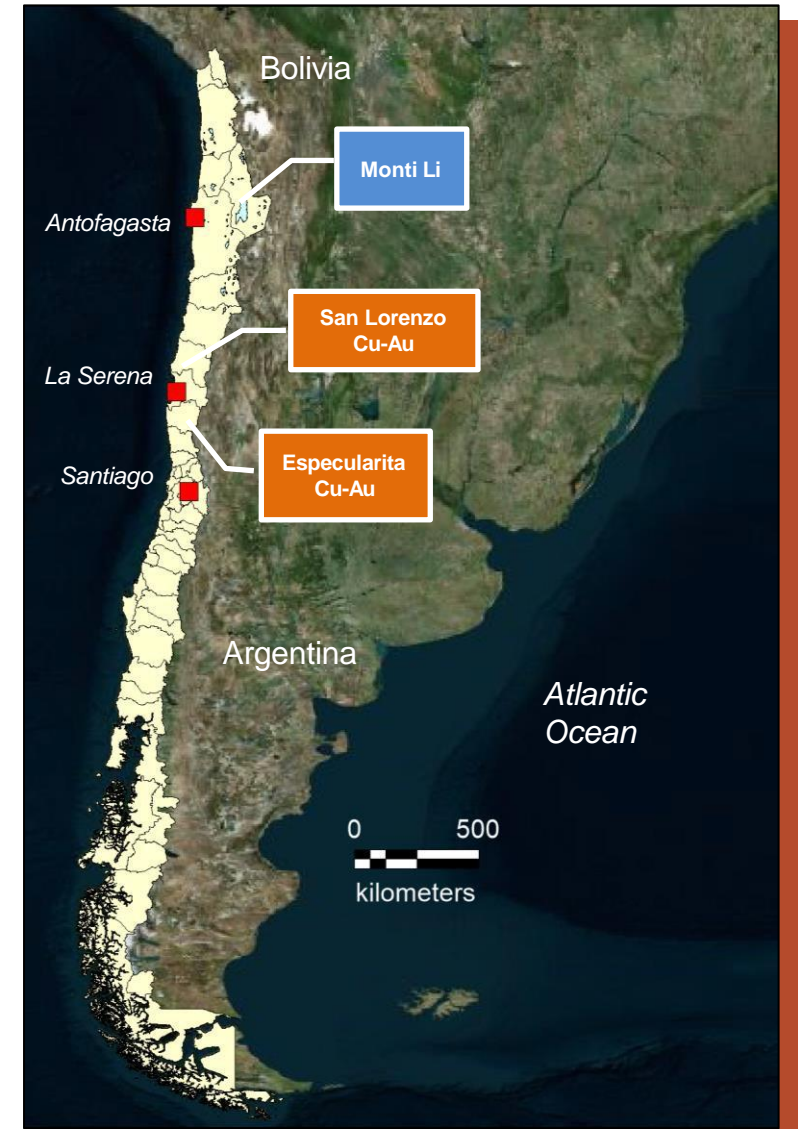 Bolivia
Monti Li
Antofagasta
San Lorenzo
Cu-Au
La Serena
Especularita
Cu-Au
Santiago
Argentina
Atlantic
Ocean
0 500
kilometers